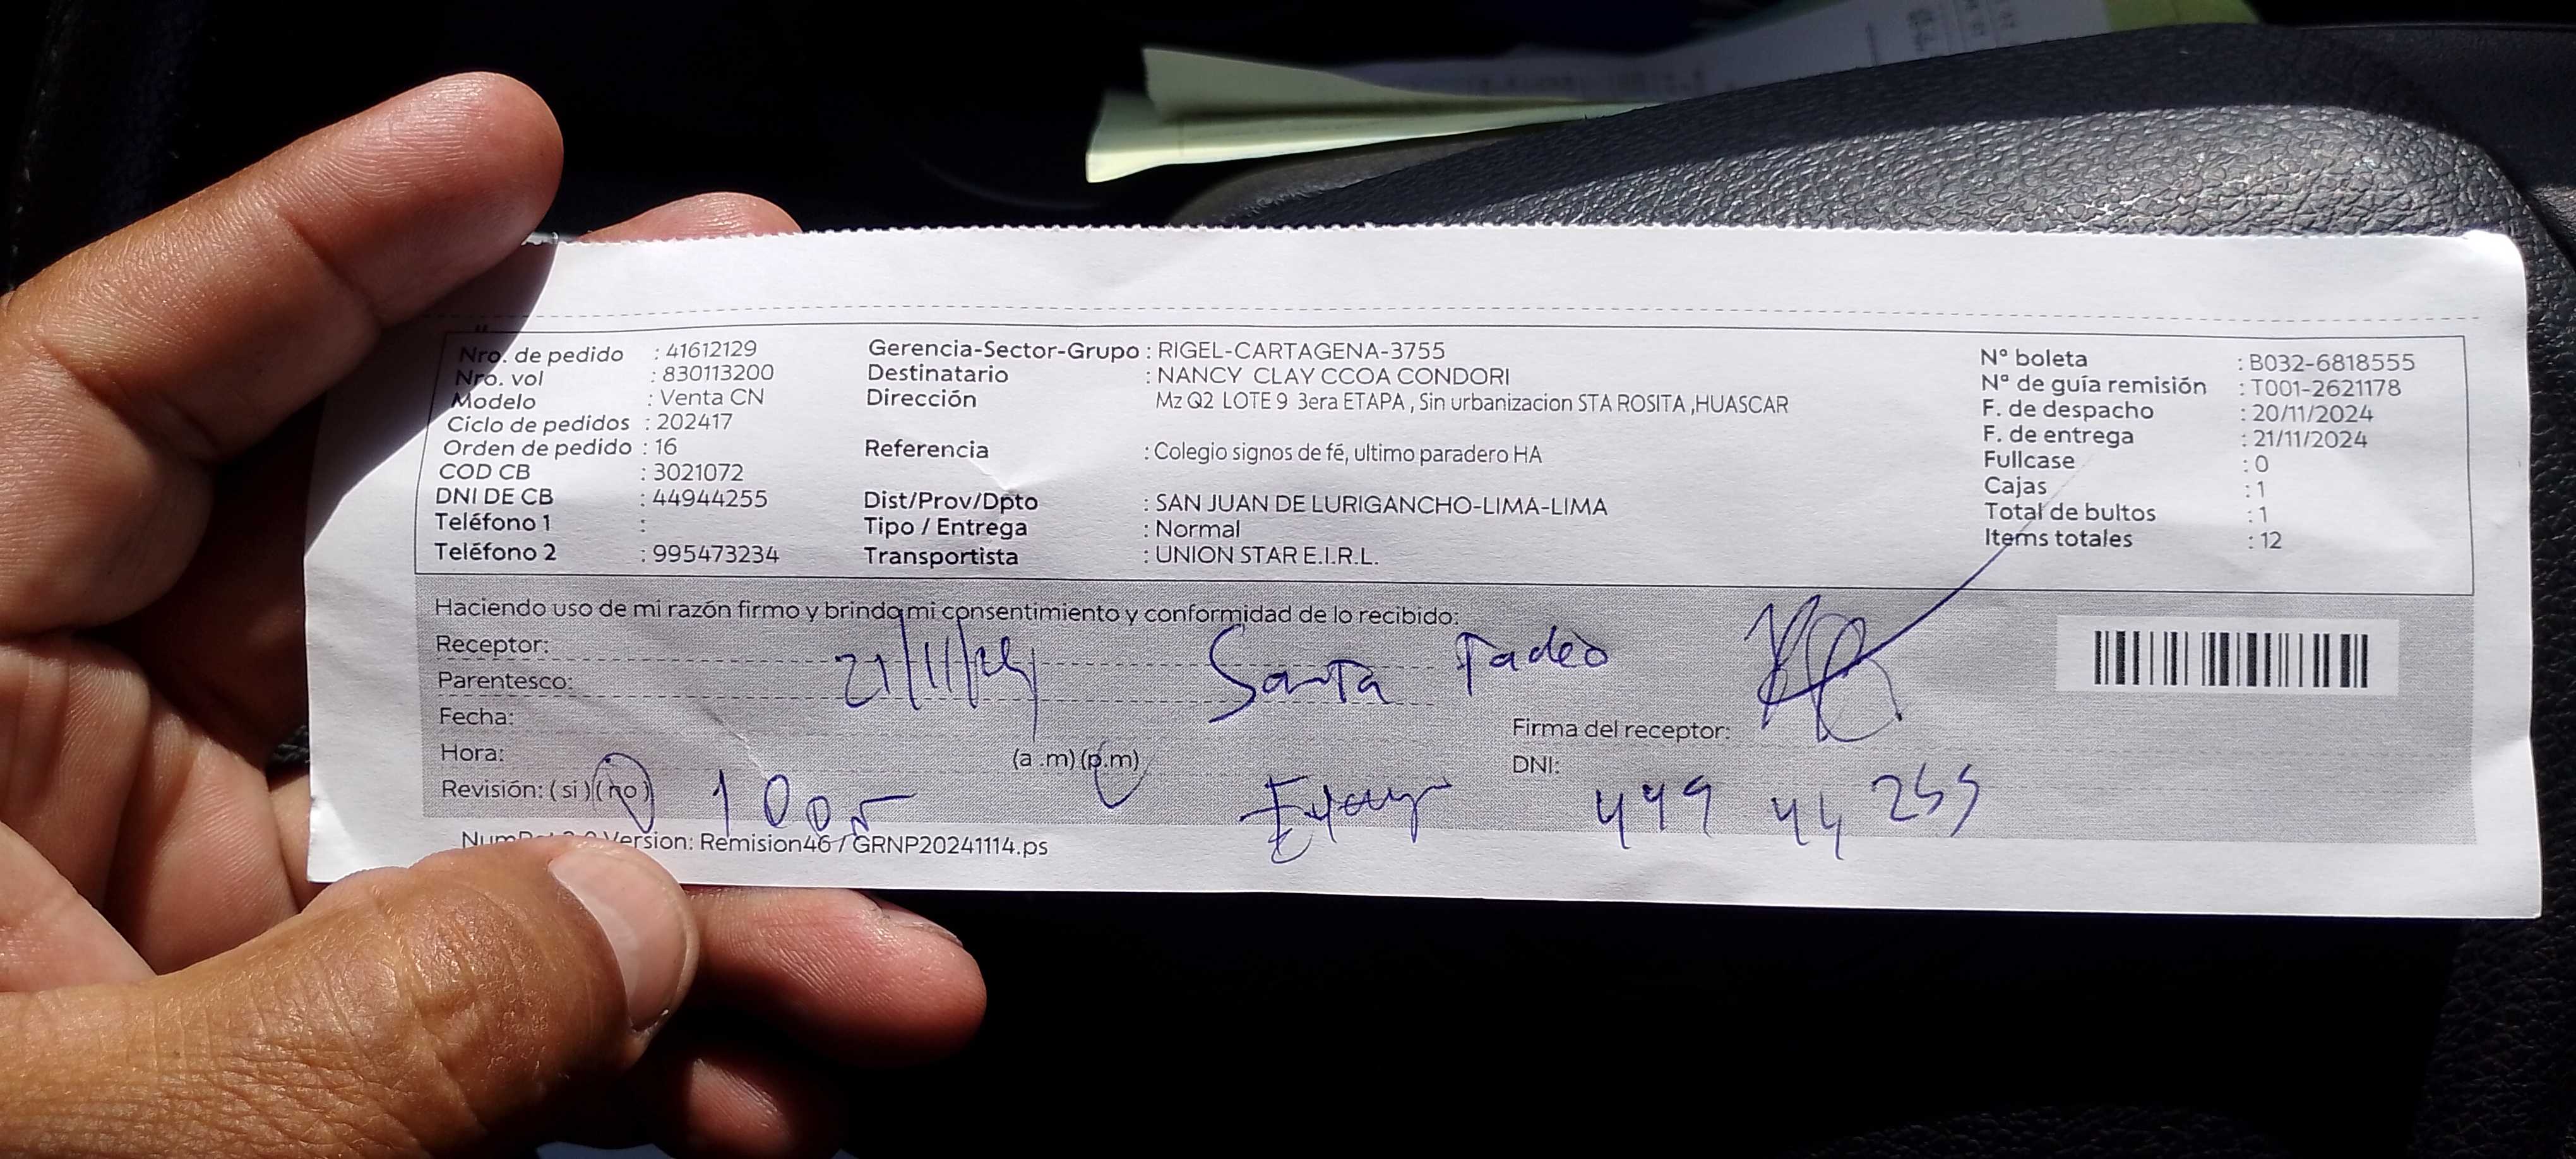 Nro. de pedido : 41612129
Nro. vol : 830113200
Modelo : Venta CN
Ciclo de pedidos : 202417
Orden de pedido : 16
COD CB : 3021072
DNI DE CB : 44944255
Teléfono 1 :
Teléfono 2 : 995473234
Gerencia-Sector-Grupo : RIGEL-CARTAGENA-3755
Destinatario : NANCY CLAY CCOA CONDORI
Dirección Mz Q2 LOTE 9 3era ETAPA , Sin urbanizacion STA ROSITA ,HUASCAR
Referencia : Colegio signos de fé, ultimo paradero HA
Dist/Prov/Dpto : SAN JUAN DE LURIGANCHO-LIMA-LIMA
Tipo / Entrega : Normal
Transportista : UNION STAR E.I.R.L.
N° boleta : B032-6818555
N° de guía remisión : T001-2621178
F. de despacho : 20/11/2024
F. de entrega : 21/11/2024
Fullcase : 0
Cajas : 1
Total de bultos : 1
Items totales : 12
Haciendo uso de mi razón firmo y brindo mi consentimiento y conformidad de lo recibido:
Receptor:
21/11/24 Santa Tadeo
Parentesco:
Fecha:
Firma del receptor:
Hora: (a .m) (p.m)
DNI:
Revisión: ( si ) (no) 1005 449 44 255
Version: Remision46 / GRNP20241114.ps